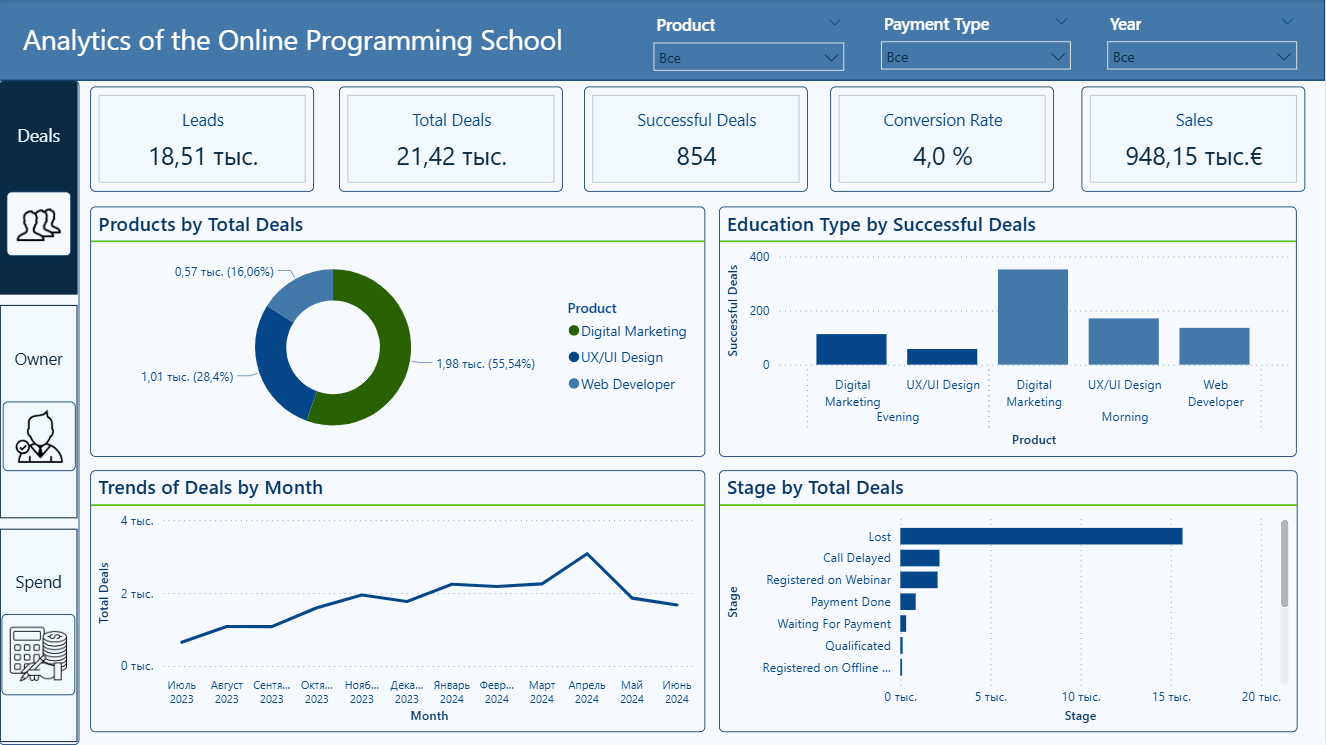 Analytics of the Online Programming School
Product
Все
Payment Type
Все
Year
Все
Deals
Owner
Spend
Leads
18,51 тыс.
Total Deals
21,42 тыс.
Successful Deals
854
Conversion Rate
4,0 %
Sales
948,15 тыс.€
Products by Total Deals
0,57 тыс. (16,06%)
1,01 тыс. (28,4%)
1,98 тыс. (55,54%)
Product
Digital Marketing
UX/UI Design
Web Developer
Education Type by Successful Deals
Successful Deals
400
200
0
Digital
Marketing
UX/UI Design
Digital
Marketing
UX/UI Design
Web
Developer
Evening
Morning
Product
Trends of Deals by Month
Total Deals
4 тыс.
2 тыс.
0 тыс.
Июль
2023
Август
2023
Сентя...
2023
Октя...
2023
Нояб...
2023
Дека...
2023
Январь
2024
Февр...
2024
Март
2024
Апрель
2024
Май
2024
Июнь
2024
Month
Stage by Total Deals
Stage
Lost
Call Delayed
Registered on Webinar
Payment Done
Waiting For Payment
Qualificated
Registered on Offline ...
0 тыс.
5 тыс.
10 тыс.
15 тыс.
20 тыс.
Stage